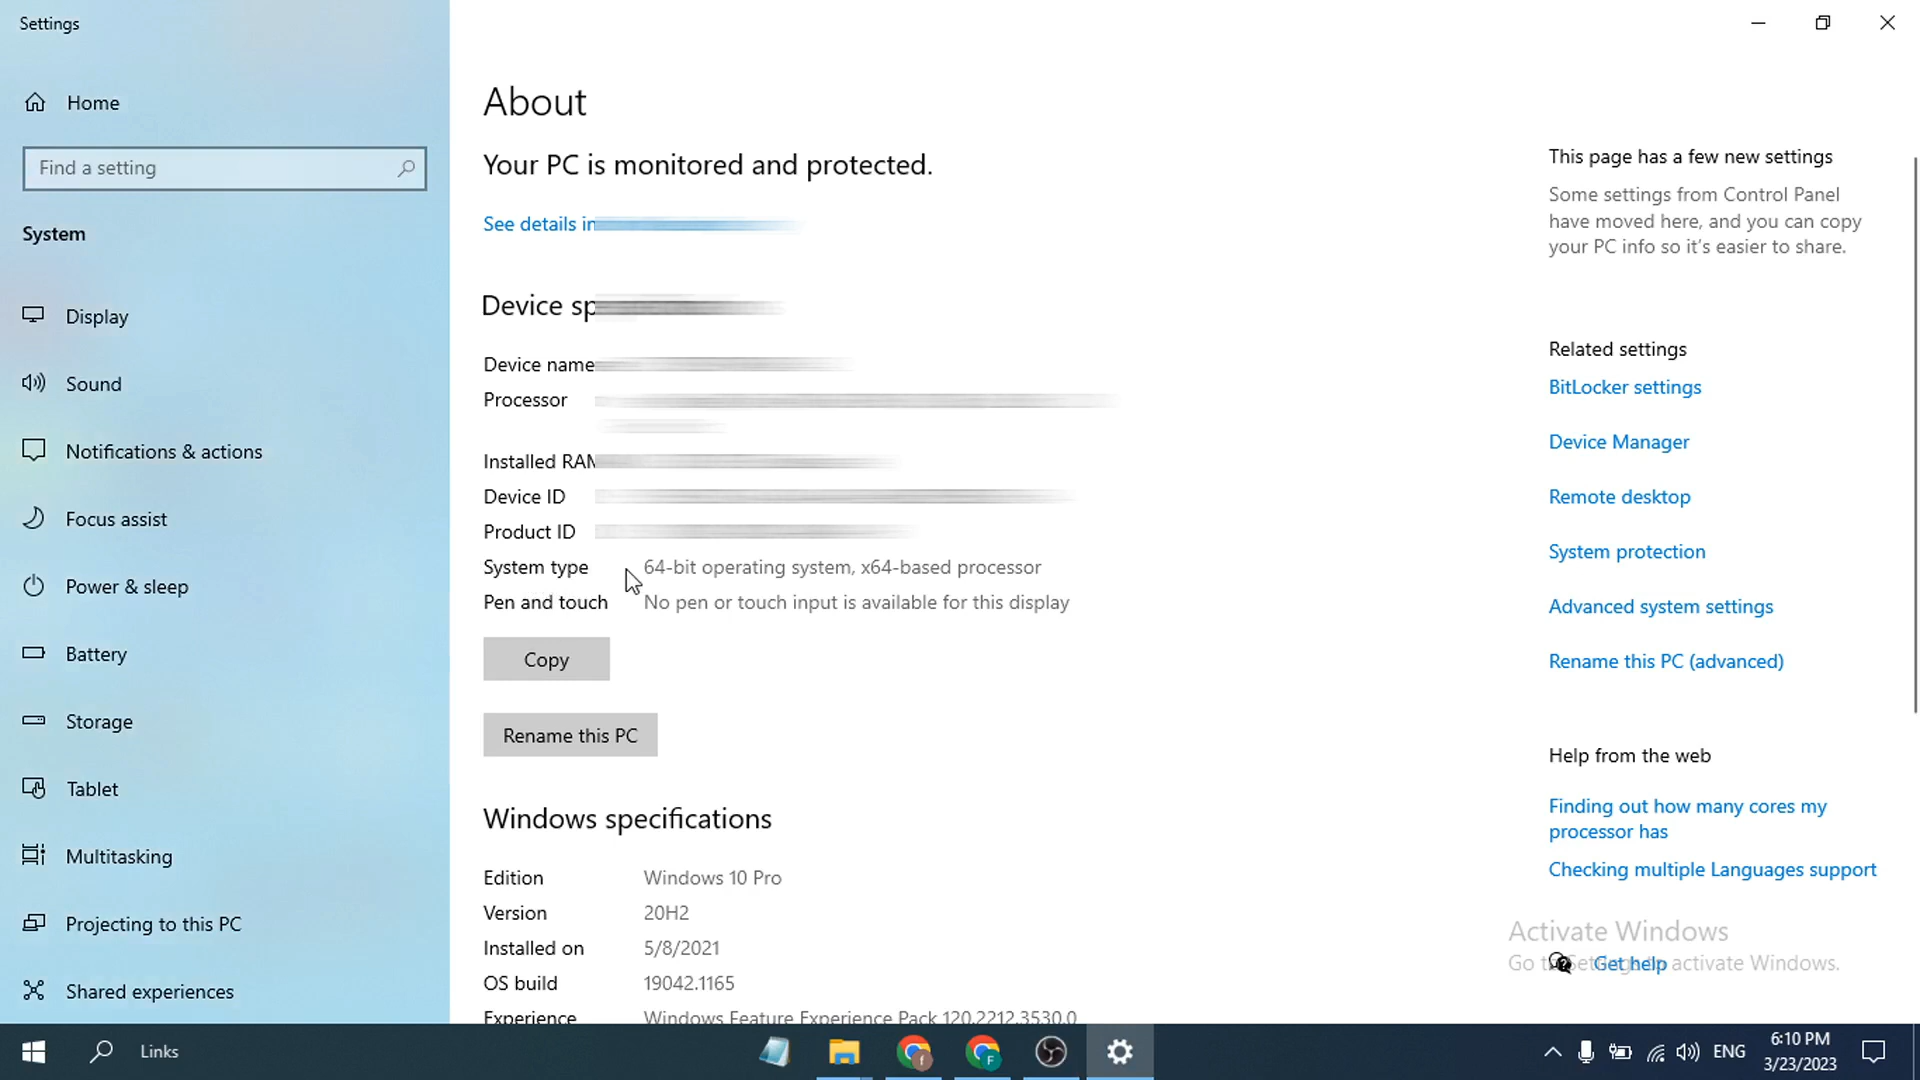 Settings
Home
Find a setting
System
Display
Sound
Notifications & actions
Focus assist
Power & sleep
Battery
Storage
Tablet
Multitasking
Projecting to this PC
Shared experiences
About
Your PC is monitored and protected.
See details in
Device
Device name
Processor
Installed
Device ID
Product ID
System type 64-bit operating system, x64-based processor
Pen and touch No pen or touch input is available for this display
Copy
Rename this PC
Windows specifications
Edition Windows 10 Pro
Version 20H2
Installed on 5/8/2021
OS build 19042.1165
Experience Windows Feature Experience Pack 120.2212.3530.0
This page has a few new settings
Some settings from Control Panel
have moved here, and you can copy
your PC info so it's easier to share.
Related settings
BitLocker settings
Device Manager
Remote desktop
System protection
Advanced system settings
Rename this PC (advanced)
Help from the web
Finding out how many cores my
processor has
Checking multiple Languages support
Activate Windows
Go to Settings to activate Windows.
Get help
Links
ENG
6:10 PM
3/23/2023